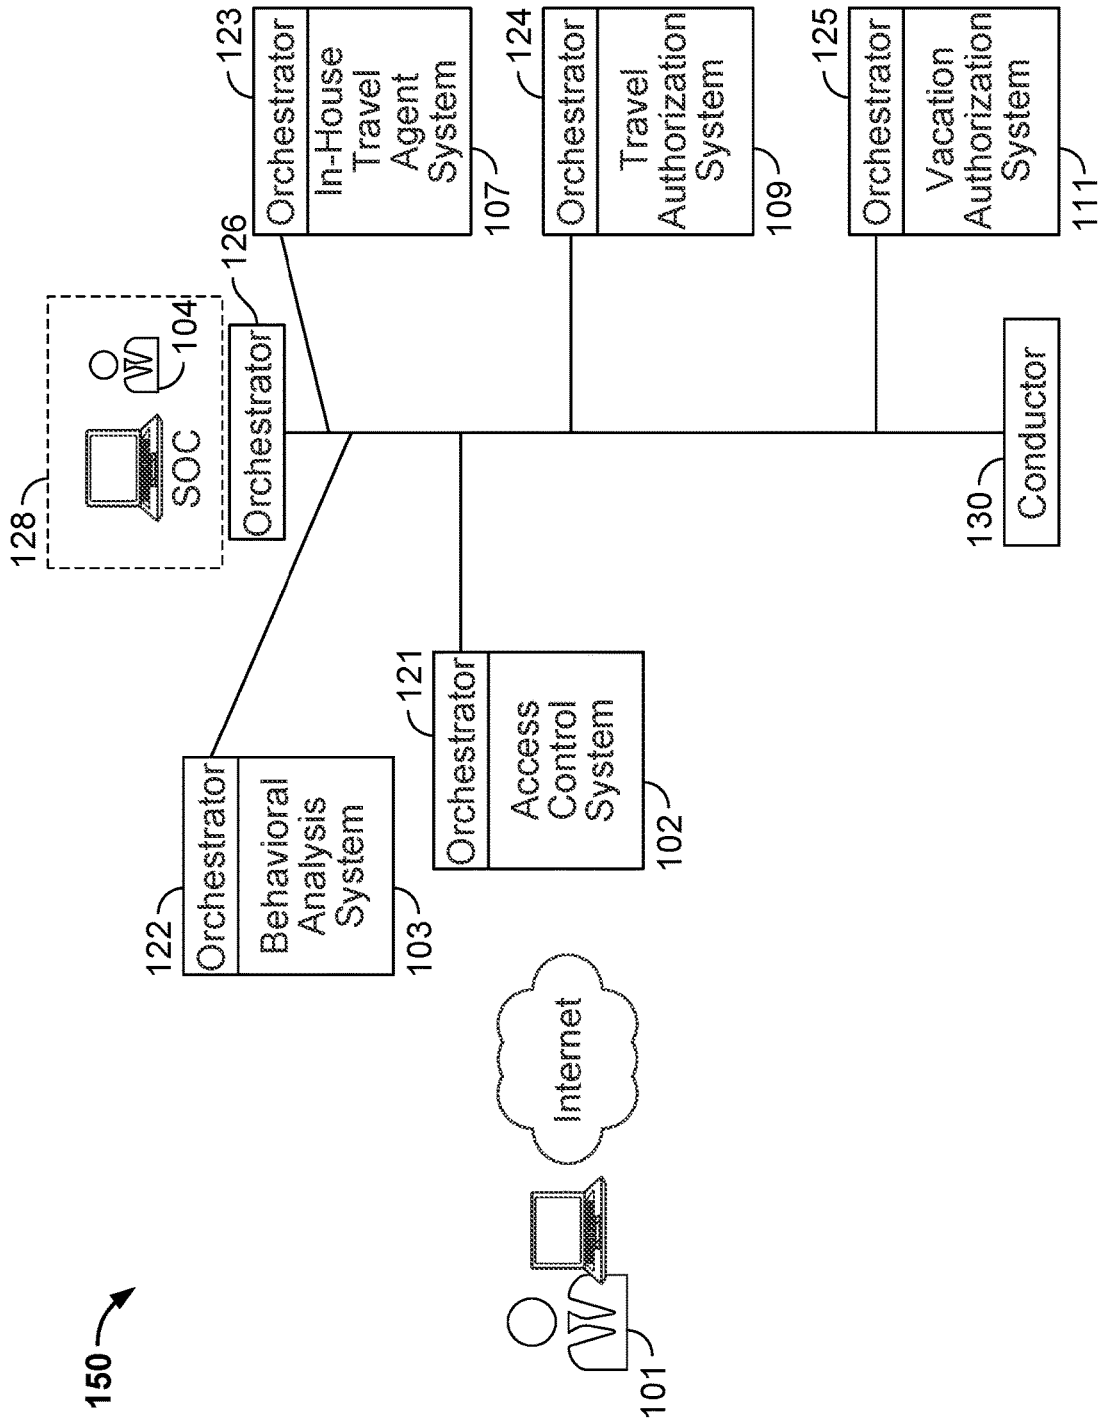 150
128
104
SOC
126
Orchestrator
123
Orchestrator
In-House
Travel
Agent
System
107
122
Orchestrator
Behavioral
Analysis
System
103
121
Orchestrator
Access
Control
System
102
124
Orchestrator
Travel
Authorization
System
109
101
Internet
125
Orchestrator
Vacation
Authorization
System
111
130
Conductor